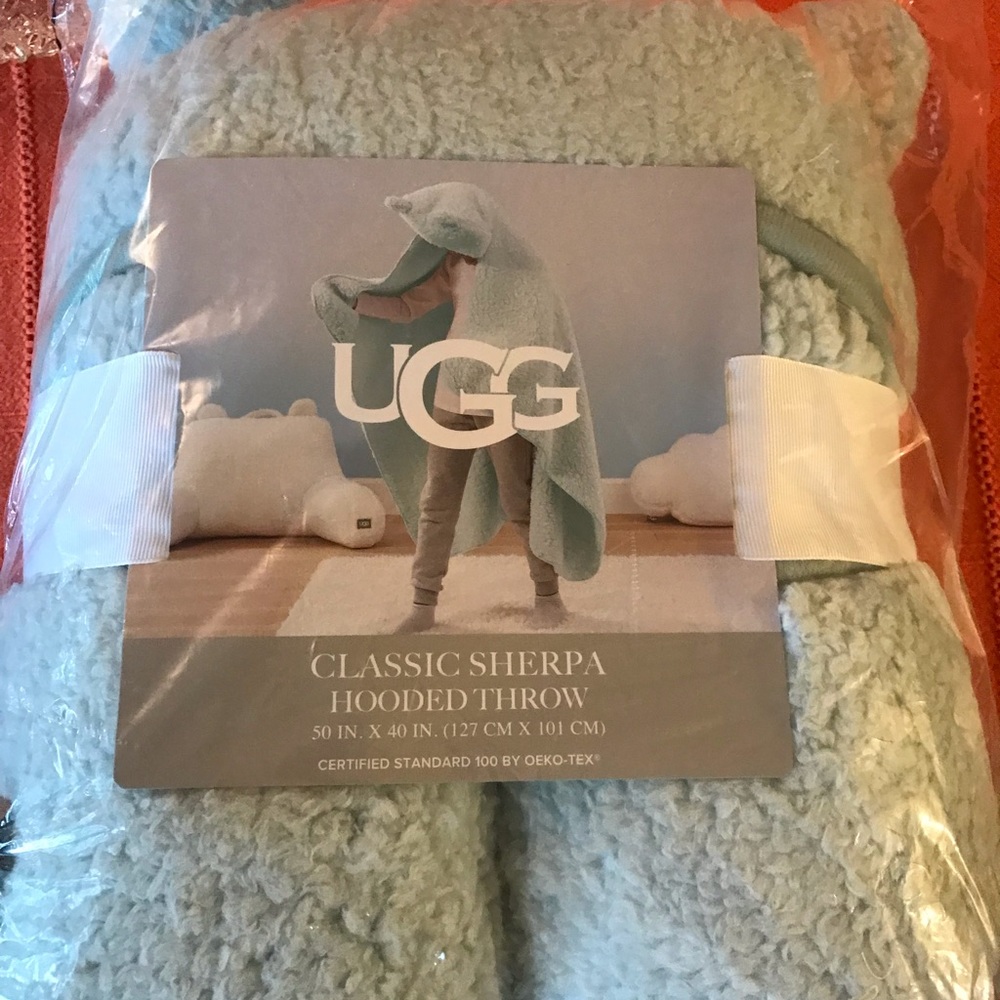 UGG
CLASSIC SHERPA
HOODED THROW
50 IN. X 40 IN. (127 CM X 101 CM)
CERTIFIED STANDARD 100 BY OEKO-TEX®